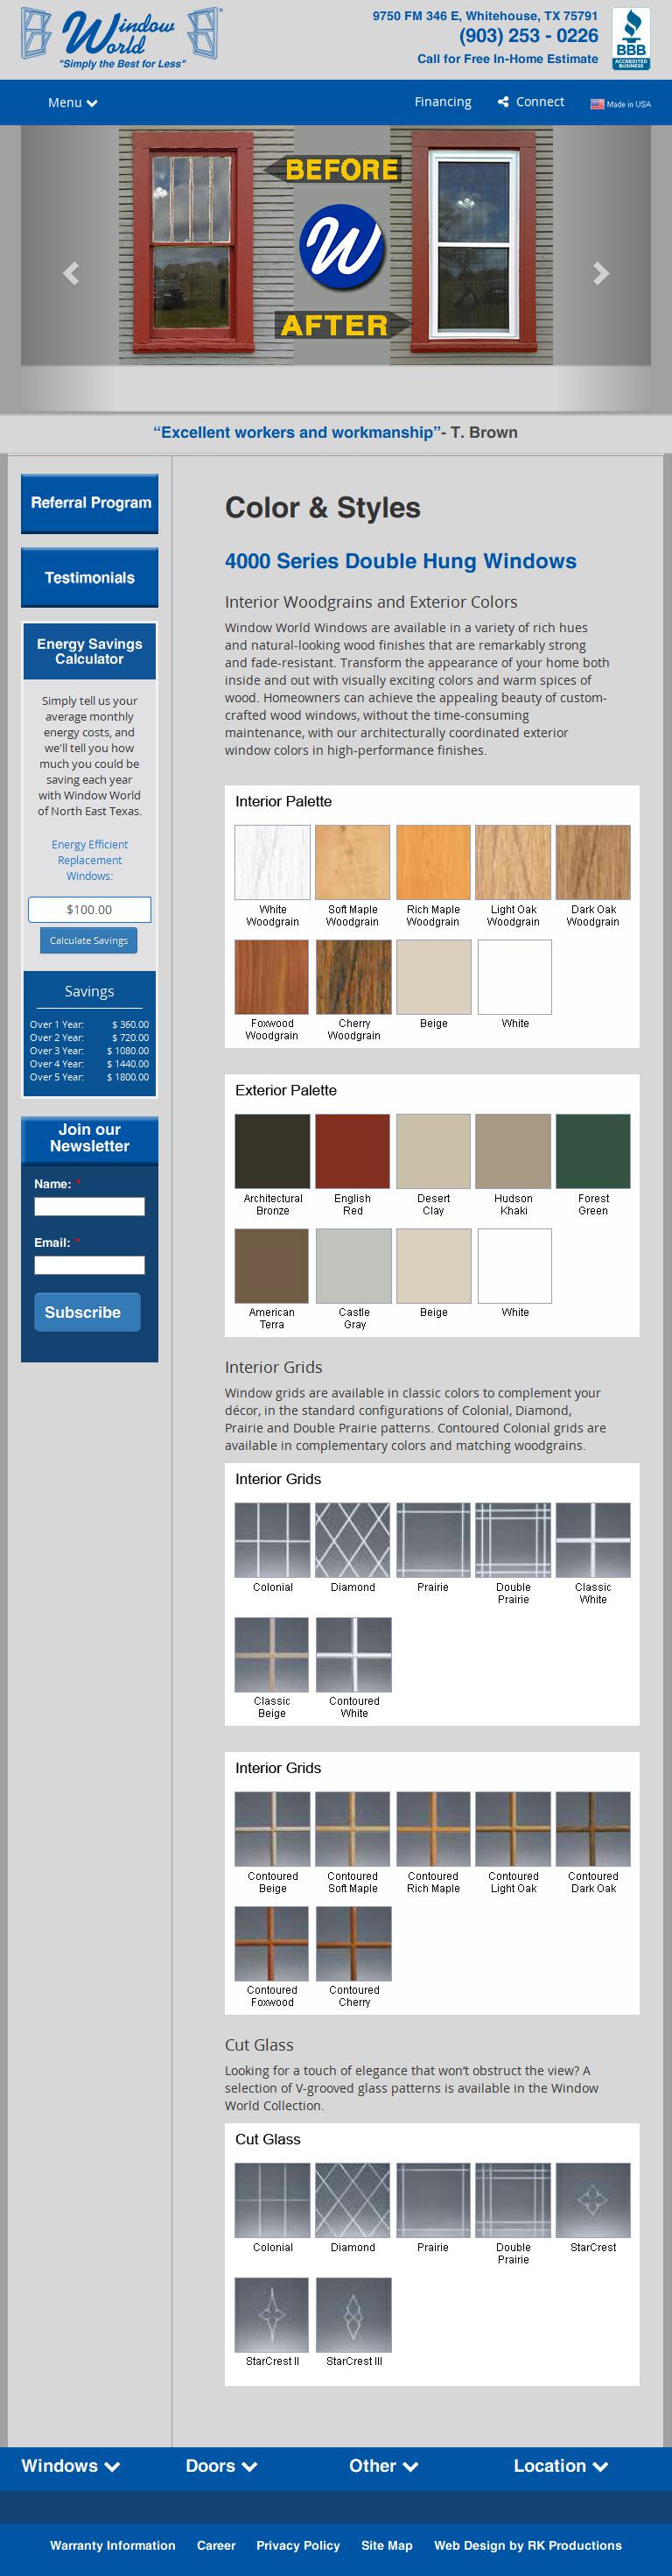 Window World
"Simply the Best for Less"
9750 FM 346 E, Whitehouse, TX 75791
(903) 253 - 0226
Call for Free In-Home Estimate
BBB
ACCREDITED
BUSINESS
Menu
Financing
Connect
Made in USA
BEFORE
W
AFTER
“Excellent workers and workmanship”- T. Brown
Referral Program
Testimonials
Energy Savings
Calculator
Simply tell us your
average monthly
energy costs, and
we'll tell you how
much you could be
saving each year
with Window World
of North East Texas.
Energy Efficient
Replacement
Windows:
$100.00
Calculate Savings
Savings
Over 1 Year: $ 360.00
Over 2 Year: $ 720.00
Over 3 Year: $ 1080.00
Over 4 Year: $ 1440.00
Over 5 Year: $ 1800.00
Join our
Newsletter
Name: *
Email: *
Subscribe
Color & Styles
4000 Series Double Hung Windows
Interior Woodgrains and Exterior Colors
Window World Windows are available in a variety of rich hues
and natural-looking wood finishes that are remarkably strong
and fade-resistant. Transform the appearance of your home both
inside and out with visually exciting colors and warm spices of
wood. Homeowners can achieve the appealing beauty of custom-
crafted wood windows, without the time-consuming
maintenance, with our architecturally coordinated exterior
window colors in high-performance finishes.
Interior Palette
White Woodgrain
Soft Maple Woodgrain
Rich Maple Woodgrain
Light Oak Woodgrain
Dark Oak Woodgrain
Foxwood Woodgrain
Cherry Woodgrain
Beige
White
Exterior Palette
Architectural Bronze
English Red
Desert Clay
Hudson Khaki
Forest Green
American Terra
Castle Gray
Beige
White
Interior Grids
Window grids are available in classic colors to complement your
décor, in the standard configurations of Colonial, Diamond,
Prairie and Double Prairie patterns. Contoured Colonial grids are
available in complementary colors and matching woodgrains.
Interior Grids
Colonial
Diamond
Prairie
Double Prairie
Classic White
Classic Beige
Contoured White
Interior Grids
Contoured Beige
Contoured Soft Maple
Contoured Rich Maple
Contoured Light Oak
Contoured Dark Oak
Contoured Foxwood
Contoured Cherry
Cut Glass
Looking for a touch of elegance that won’t obstruct the view? A
selection of V-grooved glass patterns is available in the Window
World Collection.
Cut Glass
Colonial
Diamond
Prairie
Double Prairie
StarCrest
StarCrest II
StarCrest III
Windows
Doors
Other
Location
Warranty Information
Career
Privacy Policy
Site Map
Web Design by RK Productions